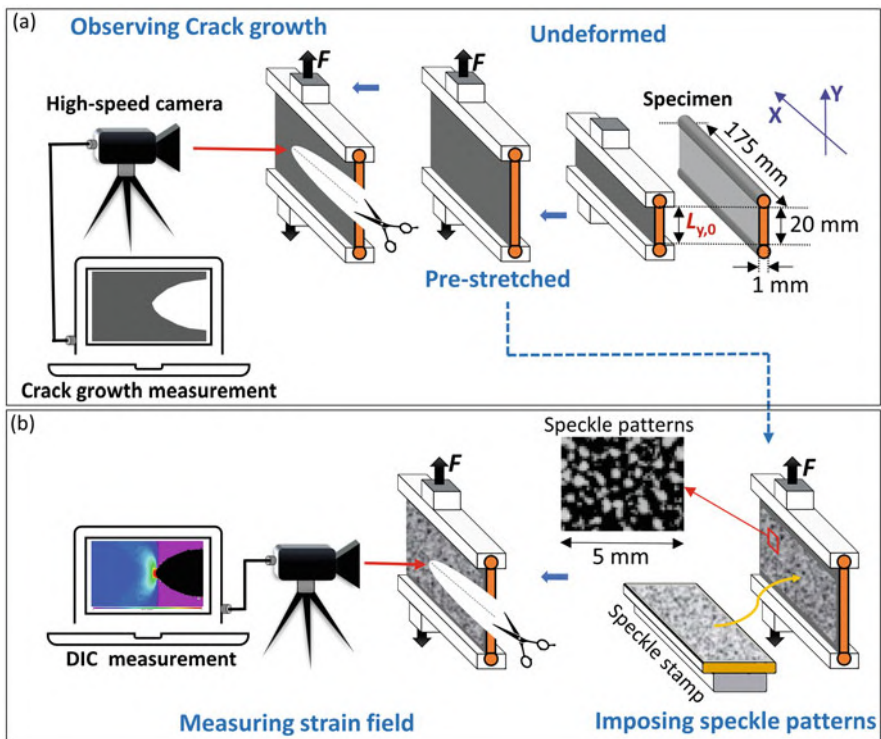 (a)
Observing Crack growth
Undeformed
High-speed camera
F
F
Specimen
X
Y
175 mm
L y,0
20 mm
1 mm
Pre-stretched
Crack growth measurement
(b)
Speckle patterns
F
F
5 mm
Speckle stamp
DIC measurement
Measuring strain field
Imposing speckle patterns